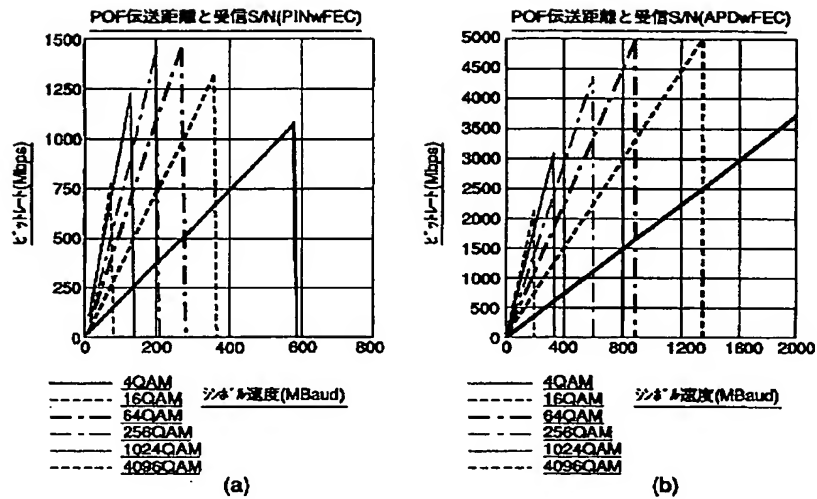 POF伝送距離と受信S/N(PINwFEC)
1500
1250
1000
750
500
250
0
ビットレート(Mbps)
0 200 400 600 800
シンボル速度(MBaud)
4QAM
16QAM
64QAM
256QAM
1024QAM
4096QAM
(a)
POF伝送距離と受信S/N(APDwFEC)
5000
4500
4000
3500
3000
2500
2000
1500
1000
500
0
ビットレート(Mbps)
0 400 800 1200 1600 2000
シンボル速度(MBaud)
4QAM
16QAM
64QAM
256QAM
1024QAM
4096QAM
(b)